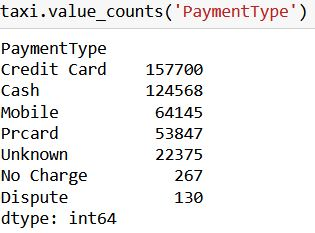 taxi.value_counts('PaymentType')
PaymentType
Credit Card 157700
Cash 124568
Mobile 64145
Prcard 53847
Unknown 22375
No Charge 267
Dispute 130
dtype: int64